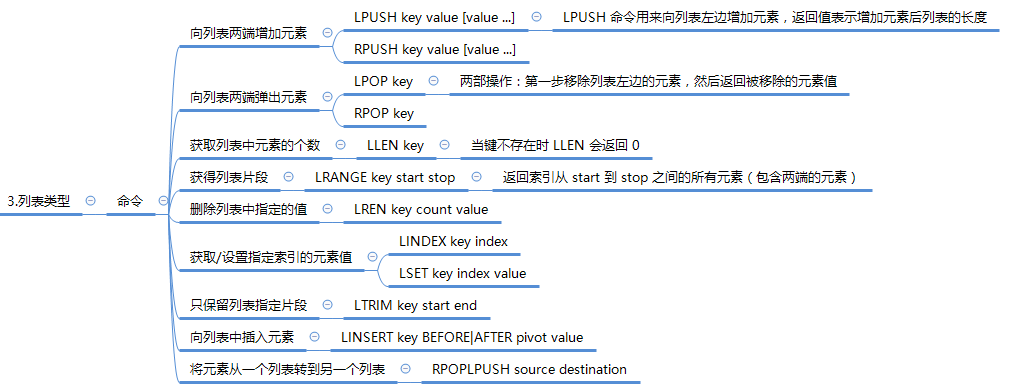 3.列表类型
命令
向列表两端增加元素
LPUSH key value [value ...]
LPUSH 命令用来向列表左边增加元素，返回值表示增加元素后列表的长度
RPUSH key value [value ...]
向列表两端弹出元素
LPOP key
两部操作：第一步移除列表左边的元素，然后返回被移除的元素值
RPOP key
获取列表中元素的个数
LLEN key
当键不存在时 LLEN 会返回 0
获得列表片段
LRANGE key start stop
返回索引从 start 到 stop 之间的所有元素（包含两端的元素）
删除列表中指定的值
LREN key count value
获取/设置指定索引的元素值
LINDEX key index
LSET key index value
只保留列表指定片段
LTRIM key start end
向列表中插入元素
LINSERT key BEFORE|AFTER pivot value
将元素从一个列表转到另一个列表
RPOPLPUSH source destination